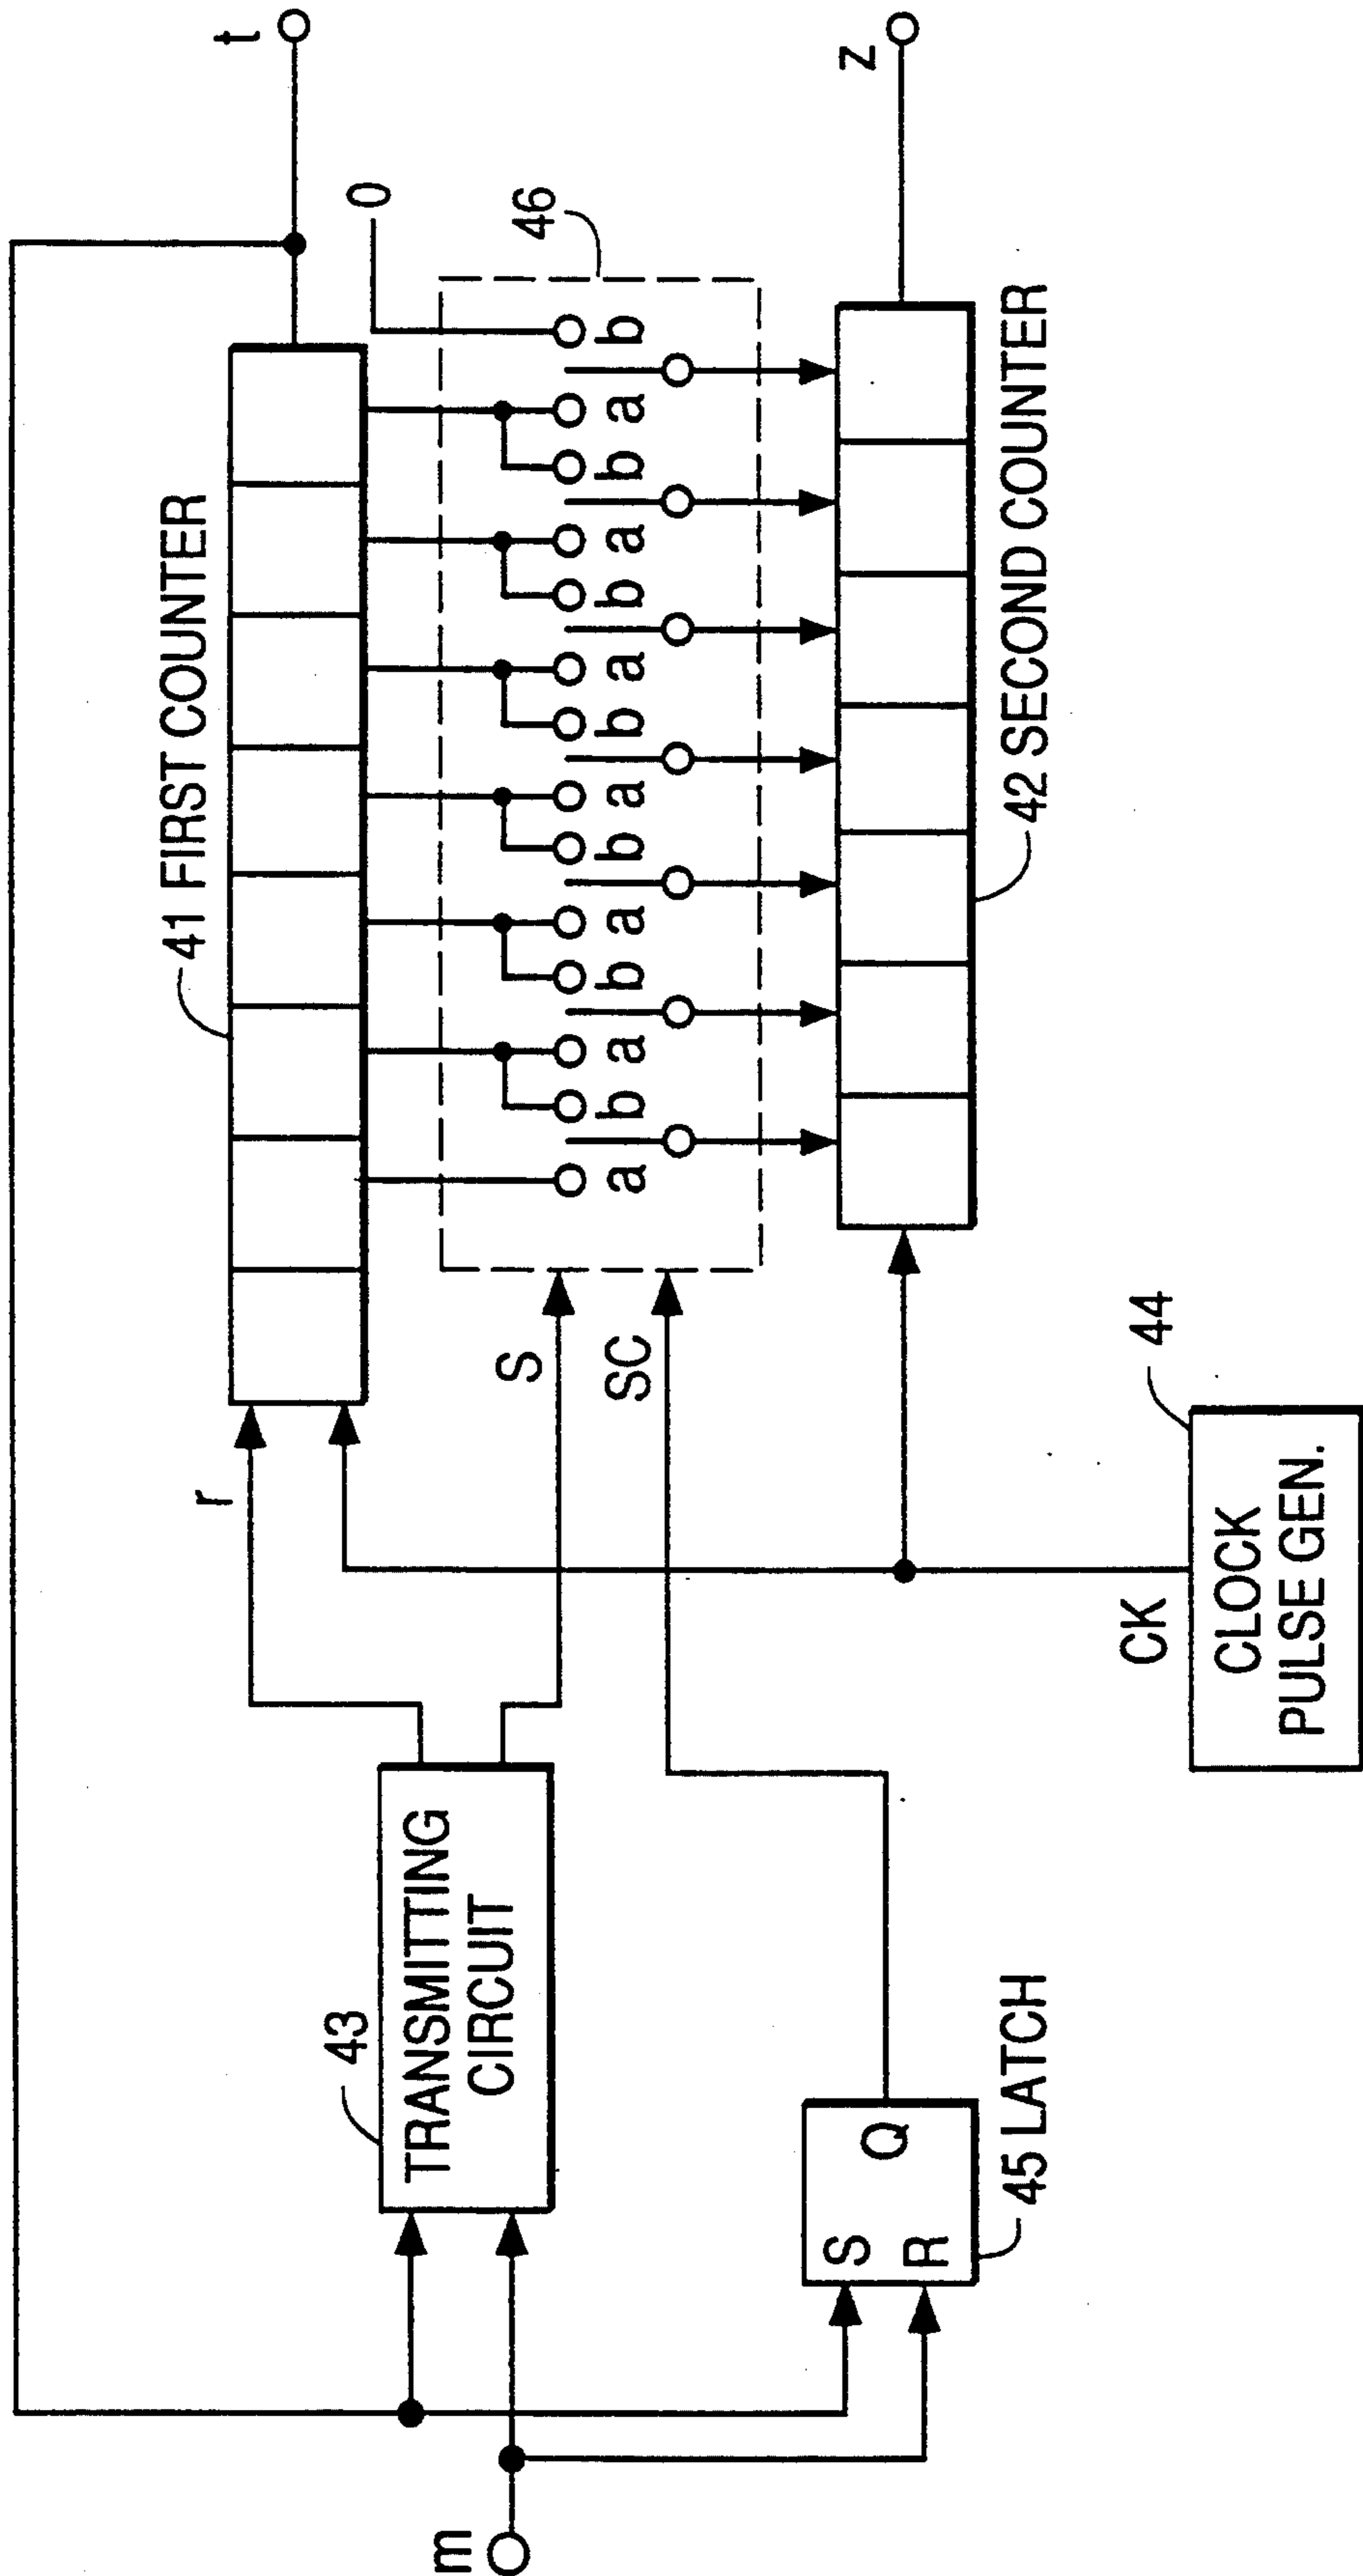 t
0
41 FIRST COUNTER
46
r
b
a b
a b
a b
a b
a b
a b
a
S
SC
z
42 SECOND COUNTER
43
TRANSMITTING
CIRCUIT
m
S
Q
R
45 LATCH
CK
44
CLOCK
PULSE GEN.